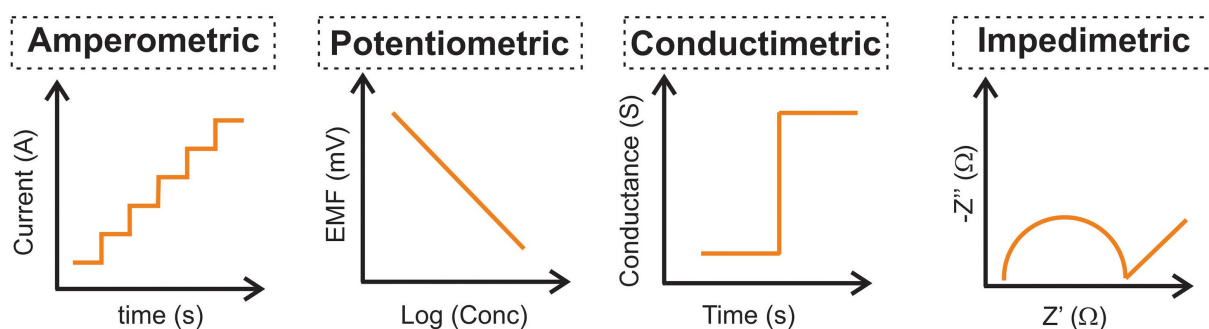 Amperometric
Potentiometric
Conductimetric
Impedimetric
Current (A)
time (s)
EMF (mV)
Log (Conc)
Conductance (S)
Time (s)
-Z'' (Ω)
Z' (Ω)